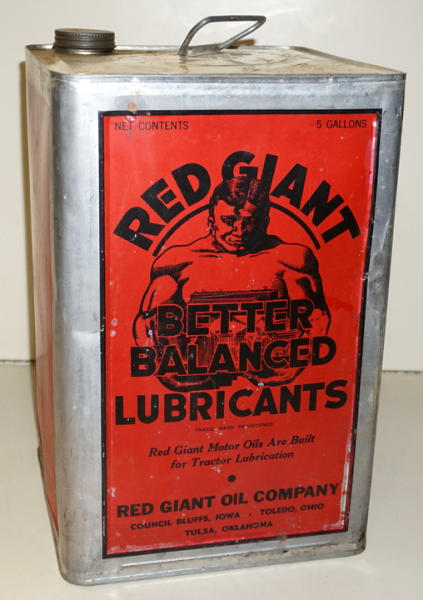 NET CONTENTS 5 GALLONS
RED GIANT
BETTER
BALANCED
LUBRICANTS
TRADE MARK REGISTERED
Red Giant Motor Oils Are Built
for Tractor Lubrication
RED GIANT OIL COMPANY
COUNCIL BLUFFS, IOWA - TOLEDO, OHIO
TULSA, OKLAHOMA